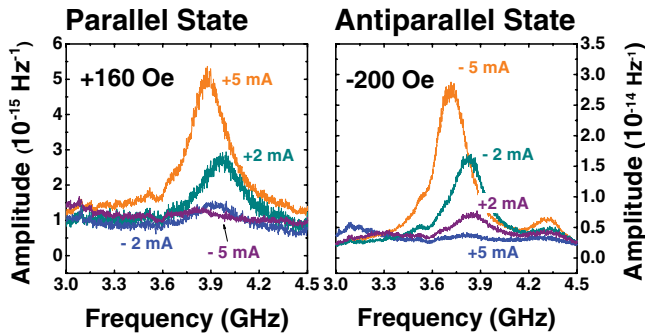 Parallel State
Antiparallel State
Amplitude (10⁻¹⁵ Hz⁻¹)
6
5
4
3
2
1
0
+160 Oe
+5 mA
+2 mA
- 2 mA
- 5 mA
3.0 3.3 3.6 3.9 4.2 4.5
Frequency (GHz)
-200 Oe
- 5 mA
- 2 mA
+2 mA
+5 mA
3.0 3.3 3.6 3.9 4.2 4.5
Frequency (GHz)
3.5
3.0
2.5
2.0
1.5
1.0
0.5
0.0
Amplitude (10⁻¹⁴ Hz⁻¹)